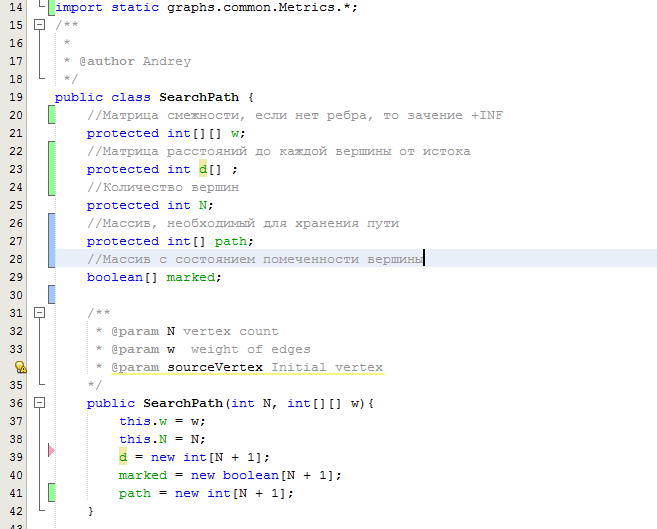 14 import static graphs.common.Metrics.*;
15 /**
16 *
17 * @author Andrey
18 */
19 public class SearchPath {
20 //Матрица смежности, если нет ребра, то зачение +INF
21 protected int[][] w;
22 //Матрица расстояний до каждой вершины от истока
23 protected int d[] ;
24 //Количество вершин
25 protected int N;
26 //Массив, необходимый для хранения пути
27 protected int[] path;
28 //Массив с состоянием помеченности вершины
29 boolean[] marked;
30
31 /**
32 * @param N vertex count
33 * @param w  weight of edges
* @param sourceVertex Initial vertex
35 */
36 public SearchPath(int N, int[][] w){
37 this.w = w;
38 this.N = N;
39 d = new int[N + 1];
40 marked = new boolean[N + 1];
41 path = new int[N + 1];
42 }